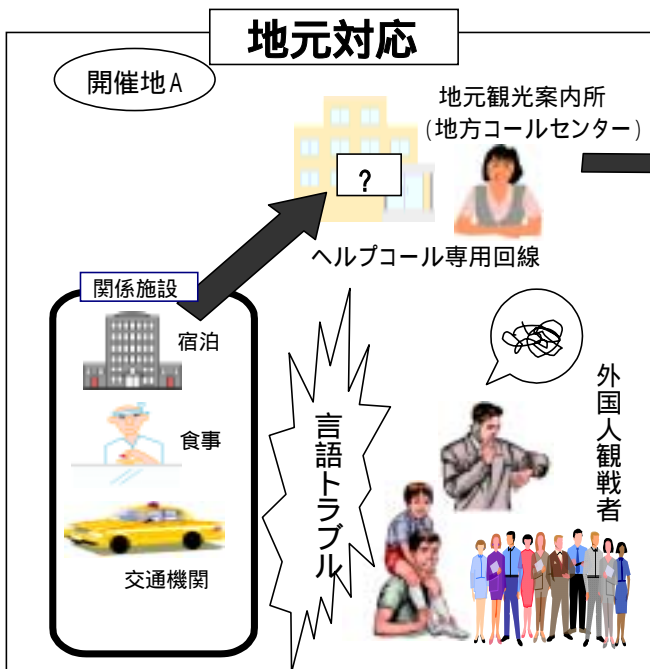 地元対応
開催地A
地元観光案内所
(地方コールセンター)
?
ヘルプコール専用回線
関係施設
宿泊
食事
交通機関
言語トラブル
外国人観戦者